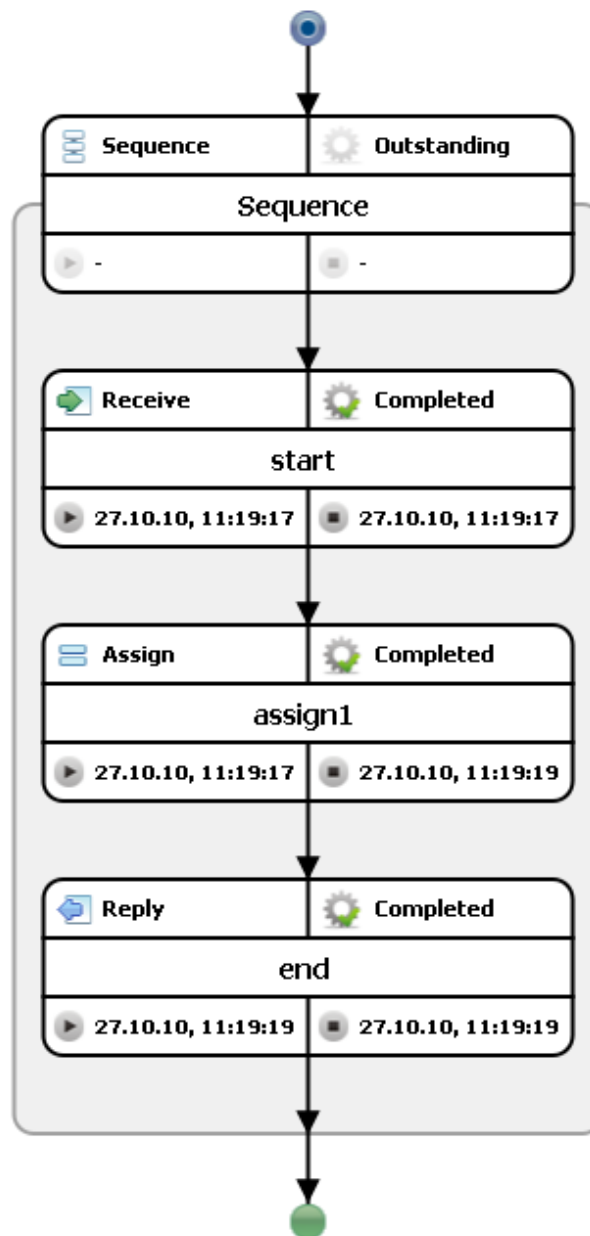 Sequence Outstanding
Sequence
- -
Receive Completed
start
27.10.10, 11:19:17 27.10.10, 11:19:17
Assign Completed
assign1
27.10.10, 11:19:17 27.10.10, 11:19:19
Reply Completed
end
27.10.10, 11:19:19 27.10.10, 11:19:19